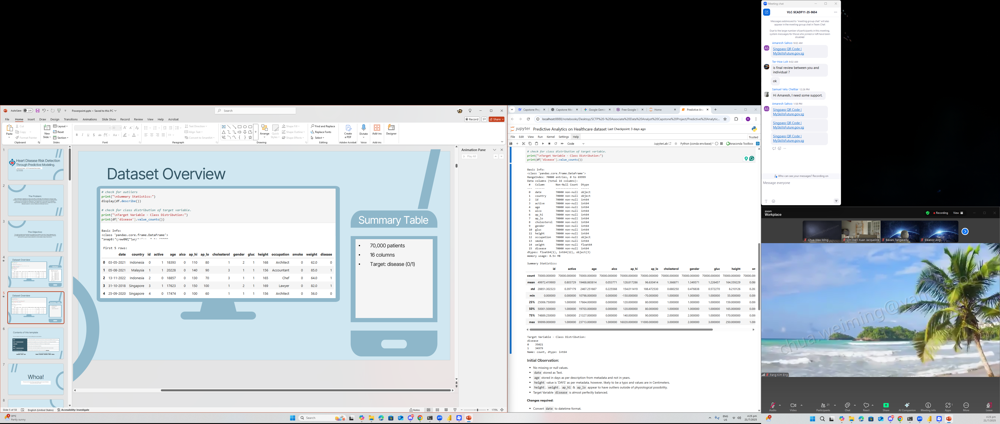 Meeting chat
VLC-SCADF11-25-0654
Messages addressed to "meeting group chat" will also
appear in the meeting group chat in Team Chat
Due to the large number of participants in this meeting,
system messages for those who joined or left have been
disabled
Amaresh Sahoo 9:02 AM
AS
Singpass QR Code |
MySkillsFuture.gov.sg
Ter-Hoe Loh 9:02 AM
is final review between you and
individual ?
ok
Samuel Velu Chettiar 12:26 PM
Hi Amaresh, I need some support.
Amaresh Sahoo 1:58 PM
AS
Singpass QR Code |
MySkillsFuture.gov.sg
Singpass QR Code |
MySkillsFuture.gov.sg
Singpass QR Code |
MySkillsFuture.gov.sg
Who can see your messages? Recording on
Message everyone
AutoSave Off Powerpoint.pptx • Saved to this PC Search
File Home Insert Draw Design Transitions Animations Slide Show Record Review View Help Acrobat
Record Share
Paste Cut Copy Format Painter
Clipboard
New Slide Layout Reset Section
Slides
Font
Text Direction Align Text Convert to SmartArt
Paragraph
Arrange Quick Styles Shape Fill Shape Outline Shape Effects
Drawing
Find and Replace Replace Fonts Select
Editing
Create a PDF
Adobe Acrobat
Dictate
Voice
Add-ins
Add-ins
Designer
1
Heart Disease Risk Detection
Through Predictive Modeling.
2
The Problem:
3
The Objective:
4
Dataset Overview
5
Dataset Overview
6
Contents of this template
7
Whoa!
8
Dataset Overview
# check for outliers
print("\nSummary Statistics:")
display(df.describe())
# check for class distribution of target variable.
print("\nTarget Variable - Class Distribution:")
print(df['disease'].value_counts())
Basic Info:
<class 'pandas.core.frame.DataFrame'>
First 5 rows:
date country id active age alco ap_hi ap_lo cholesterol gender gluc height occupation smoke weight disease
0 03-05-2021 Indonesia 0 1 18393 0 110 80 1 2 1 168 Architect 0 62.0 0
1 05-08-2021 Malaysia 1 1 20228 0 140 90 3 1 1 156 Accountant 0 85.0 1
2 13-11-2022 Indonesia 2 0 18857 0 130 70 3 1 1 165 Chef 0 64.0 1
3 31-10-2018 Singapore 3 1 17623 0 150 100 1 2 1 169 Lawyer 0 82.0 1
4 25-09-2020 Singapore 4 0 17474 0 100 60 1 1 1 156 Architect 0 56.0 0
Summary Table
• 70,000 patients
• 16 columns
• Target: disease (0/1)
Animation Pane
Play All
Slide 5 of 58 English (United States) Accessibility: Investigate Notes 175%
Capstone Proj Capstone Me Google Gemin Free Google S Home Predictive An
localhost:8888/notebooks/Desktop/SCTP%20-%20Associate%20Data%20Analyst%20Capstone%20Project/Predictive%20Analytic...
jupyter Predictive Analytics on Healthcare dataset Last Checkpoint: 3 days ago
File Edit View Run Kernel Settings Help Trusted
Code JupyterLab Python [conda env:base] * Anaconda Toolbox
# check for class distribution of target variable.
print("\nTarget Variable - Class Distribution:")
print(df['disease'].value_counts())
Basic Info:
<class 'pandas.core.frame.DataFrame'>
RangeIndex: 70000 entries, 0 to 69999
Data columns (total 16 columns):
# Column Non-Null Count Dtype
--- ------ -------------- -----
0 date 70000 non-null object
1 country 70000 non-null object
2 id 70000 non-null int64
3 active 70000 non-null int64
4 age 70000 non-null int64
5 alco 70000 non-null int64
6 ap_hi 70000 non-null int64
7 ap_lo 70000 non-null int64
8 cholesterol 70000 non-null int64
9 gender 70000 non-null int64
10 gluc 70000 non-null int64
11 height 70000 non-null int64
12 occupation 70000 non-null object
13 smoke 70000 non-null int64
14 weight 70000 non-null float64
15 disease 70000 non-null int64
dtypes: float64(1), int64(12), object(3)
memory usage: 8.5+ MB
Summary Statistics:
id active age alco ap_hi ap_lo cholesterol gender gluc height sm
count 70000.000000 70000.000000 70000.000000 70000.000000 70000.000000 70000.000000 70000.000000 70000.000000 70000.000000 70000.000000 70000.00
mean 49972.419900 0.803729 19468.865814 0.053771 128.817286 96.630414 1.366871 1.349571 1.226457 164.359229 0.08
std 28851.302323 0.397179 2467.251667 0.225568 154.011419 188.472530 0.680250 0.476838 0.572270 8.210126 0.28
min 0.000000 0.000000 10798.000000 0.000000 -150.000000 -70.000000 1.000000 1.000000 1.000000 55.000000 0.00
25% 25006.750000 1.000000 17664.000000 0.000000 120.000000 80.000000 1.000000 1.000000 1.000000 159.000000 0.00
50% 50001.500000 1.000000 19703.000000 0.000000 120.000000 80.000000 1.000000 1.000000 1.000000 165.000000 0.00
75% 74889.250000 1.000000 21327.000000 0.000000 140.000000 90.000000 2.000000 2.000000 1.000000 170.000000 0.00
max 99999.000000 1.000000 23713.000000 1.000000 16020.000000 11000.000000 3.000000 2.000000 3.000000 250.000000 1.00
Target Variable - Class Distribution:
disease
0 35021
1 34979
Name: count, dtype: int64
Initial Observation:
• No missing or null values.
• date stored as Text.
• age stored in days as per description from metadata and not in years.
• height value is 'DAYS' as per metadata, however, likely to be a typo and values are in Centimeters.
• height, weight, ap_hi & ap_lo appear to have outliers outside of physiological possibility.
• Target Variable disease is almost perfectly balanced.
Changes required:
• Convert date to datetime format.
zoom
Workplace
Recording View
Chua Wee Ming Lim Wen Xuan Jacqueline Bavani Tangavellu Eleanor Ang
chua.weiming@yah
Pang Kim Eng
Audio Video Participants 21 Chat React Share AI Companion Meeting info Apps 1 More Leave
31°C
Partly sunny
Search
ENG
US
4:25 pm
21/7/2025
4:25 pm
21/7/2025